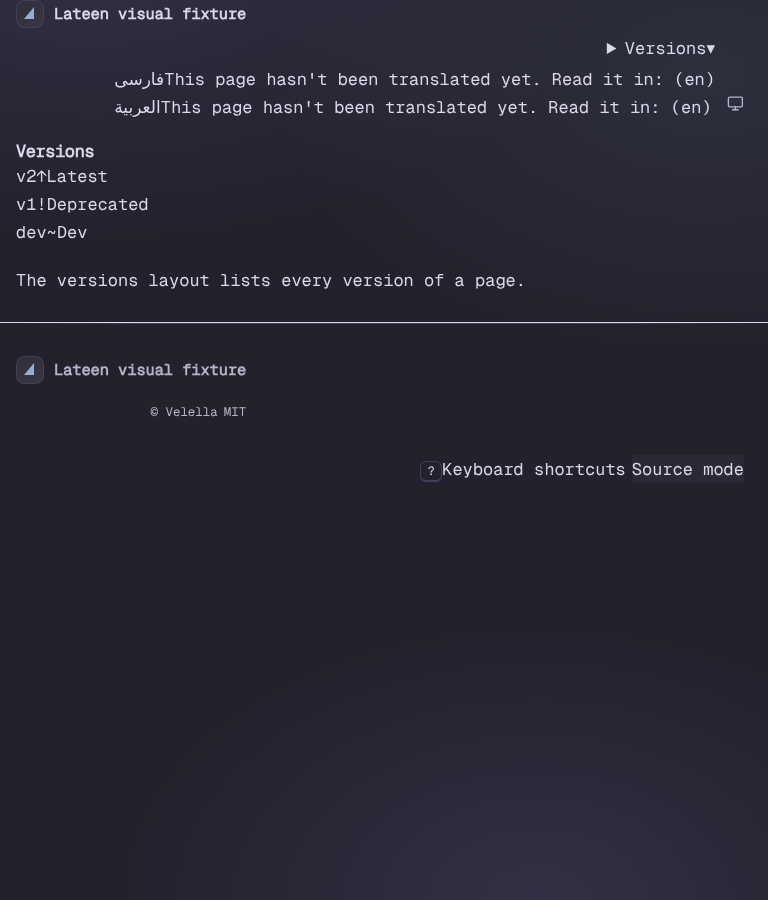 Lateen visual fixture
▶ Versions▾
فارسیThis page hasn't been translated yet. Read it in: (en)
العربيةThis page hasn't been translated yet. Read it in: (en)
Versions
v2↑Latest
v1!Deprecated
dev~Dev
The versions layout lists every version of a page.
Lateen visual fixture
© Velella MIT
?Keyboard shortcuts Source mode